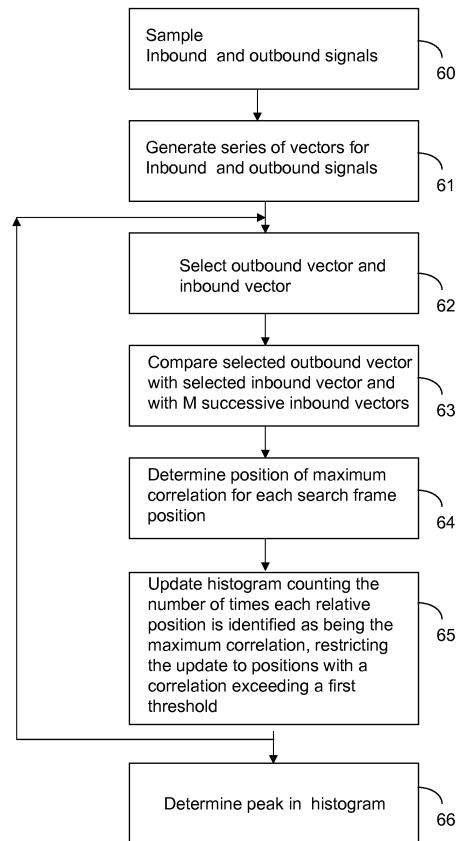 Sample
Inbound and outbound signals
60
Generate series of vectors for
Inbound and outbound signals
61
Select outbound vector and
inbound vector
62
Compare selected outbound vector
with selected inbound vector and
with M successive inbound vectors
63
Determine position of maximum
correlation for each search frame
position
64
Update histogram counting the
number of times each relative
position is identified as being the
maximum correlation, restricting
the update to positions with a
correlation exceeding a first
threshold
65
Determine peak in histogram
66